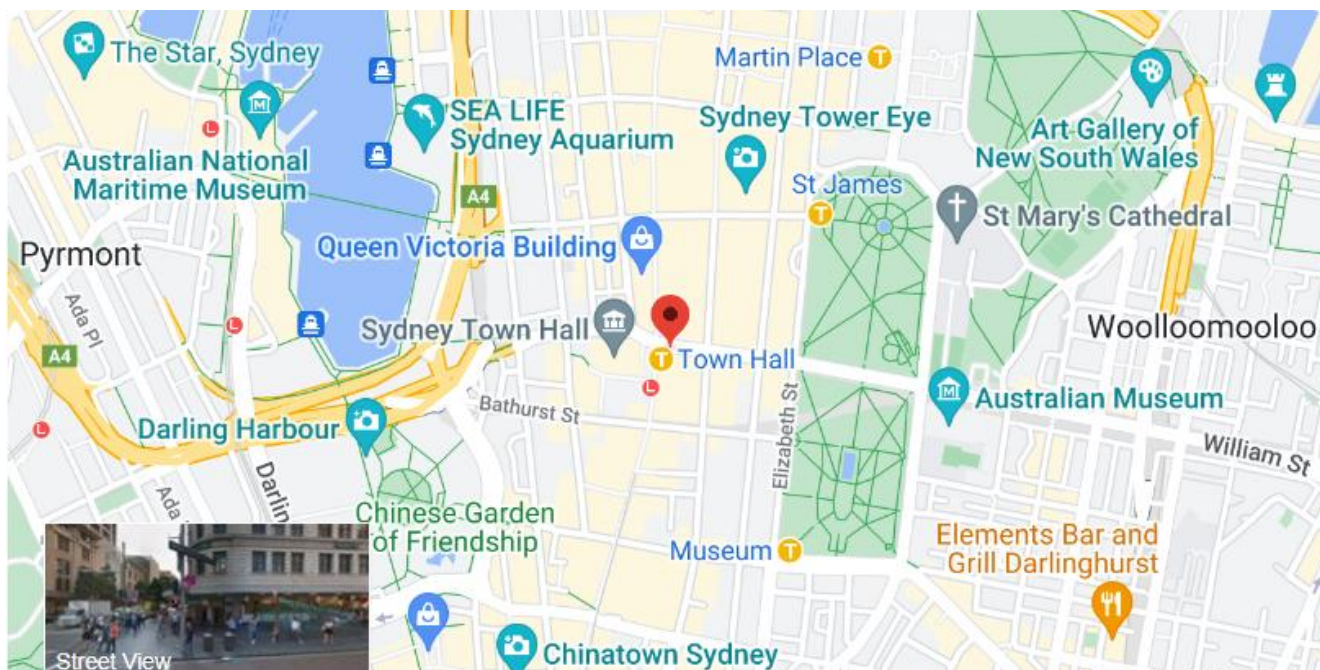 The Star, Sydney
Australian National
Maritime Museum
SEA LIFE
Sydney Aquarium
Martin Place
T
Sydney Tower Eye
Art Gallery of
New South Wales
L
M
A4
St James
T
St Mary's Cathedral
Pyrmont
Queen Victoria Building
Ada Pl
L
Sydney Town Hall
T
Town Hall
Woolloomooloo
A4
L
M
Australian Museum
L
Darling Harbour
Bathurst St
Elizabeth St
William St
Darlin
Ada
Chinese Garden
of Friendship
Museum
T
Elements Bar and
Grill Darlinghurst
Street View
Chinatown Sydney